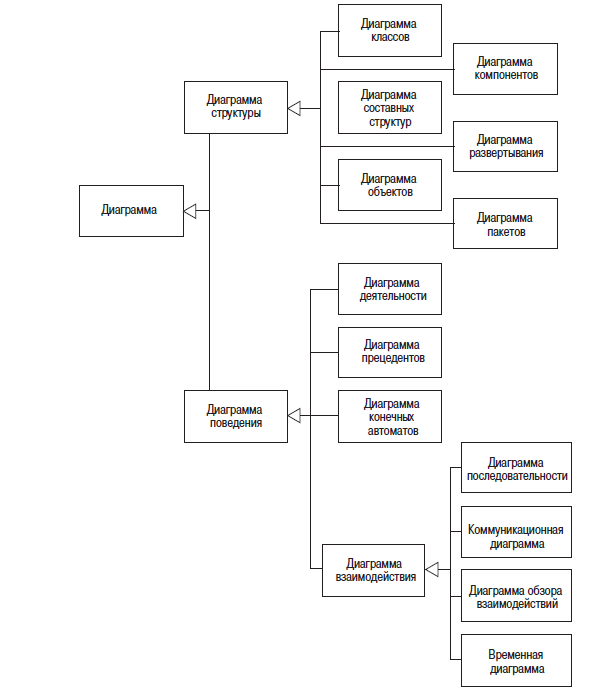 Диаграмма
классов
Диаграмма
компонентов
Диаграмма
структуры
Диаграмма
составных
структур
Диаграмма
развертывания
Диаграмма
объектов
Диаграмма
Диаграмма
пакетов
Диаграмма
деятельности
Диаграмма
прецедентов
Диаграмма
поведения
Диаграмма
конечных
автоматов
Диаграмма
последовательности
Коммуникационная
диаграмма
Диаграмма
взаимодействия
Диаграмма обзора
взаимодействий
Временная
диаграмма